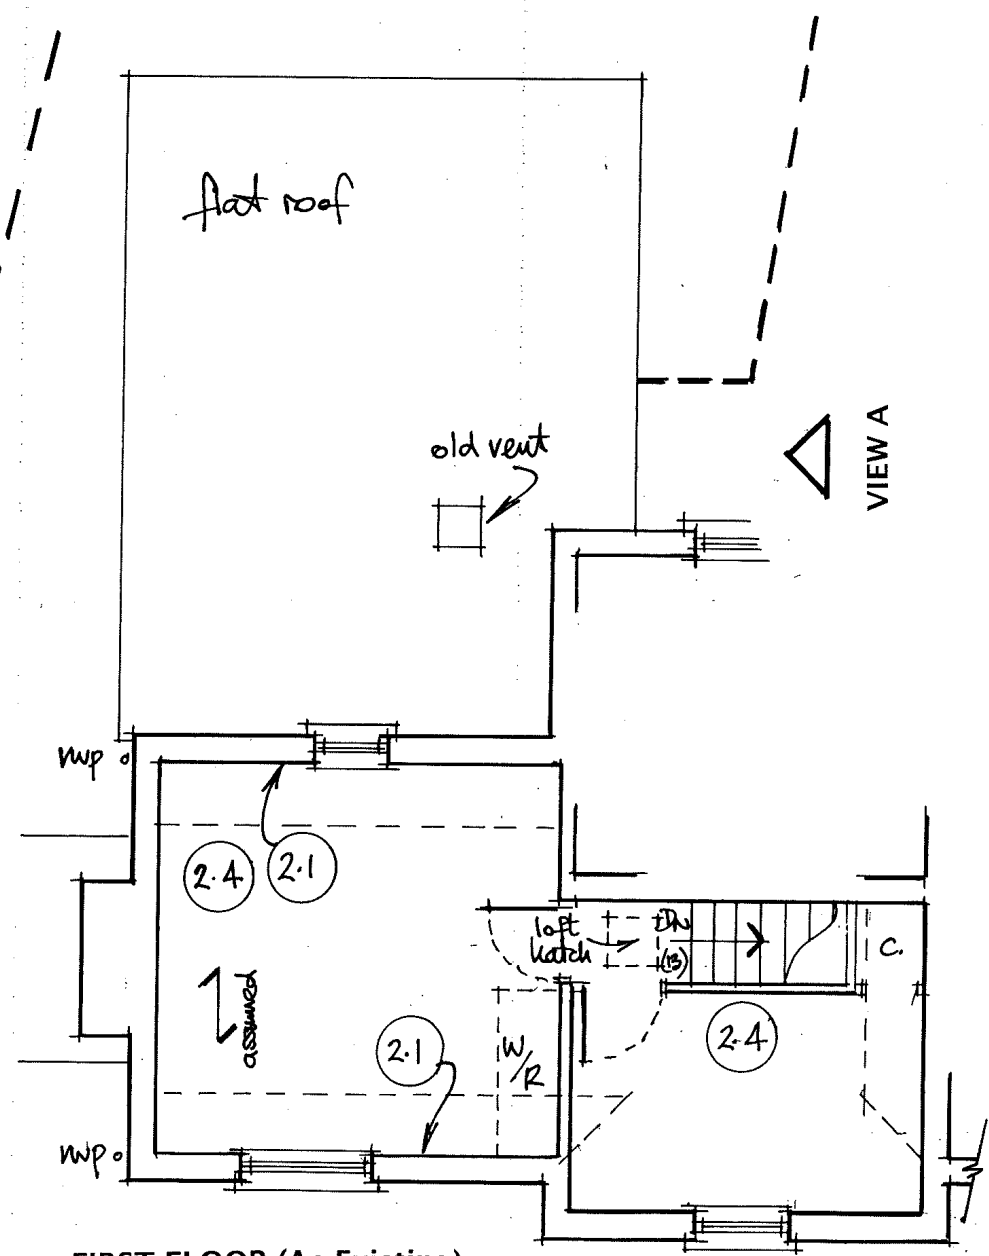 flat roof
old vent
VIEW A
rwp
2.4
2.1
loft
hatch
DN
(13)
C.
assumed
2.1
W/R
2.4
rwp
FIRST FLOOR (As Existing)